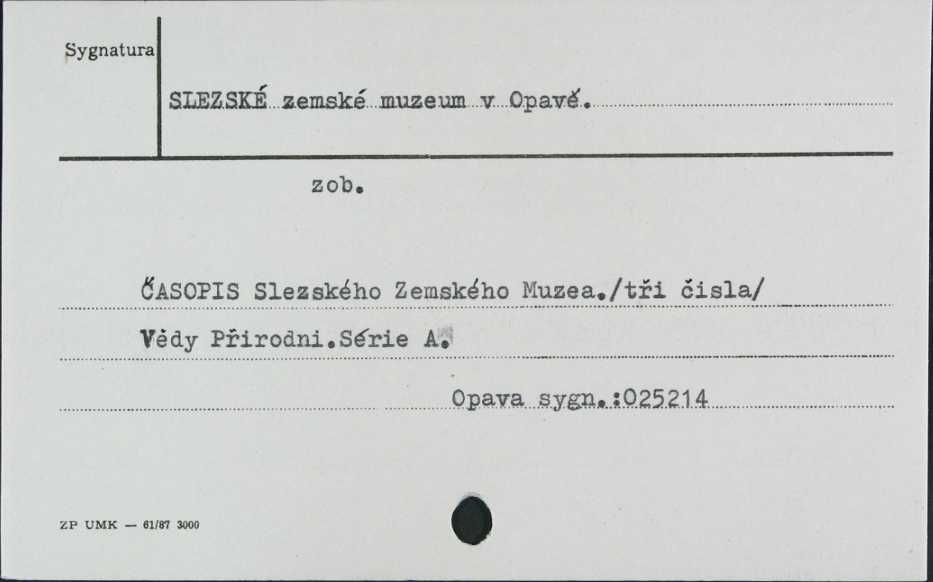 Sygnatura
SLEZSKÉ zemské muzeum v Opavě.
zob.
ČASOPIS Slezského Zemského Muzea./tři čisla/
Vědy Přirodni.Série A.
Opava sygn.:025214
ZP UMK — 61/87 3000